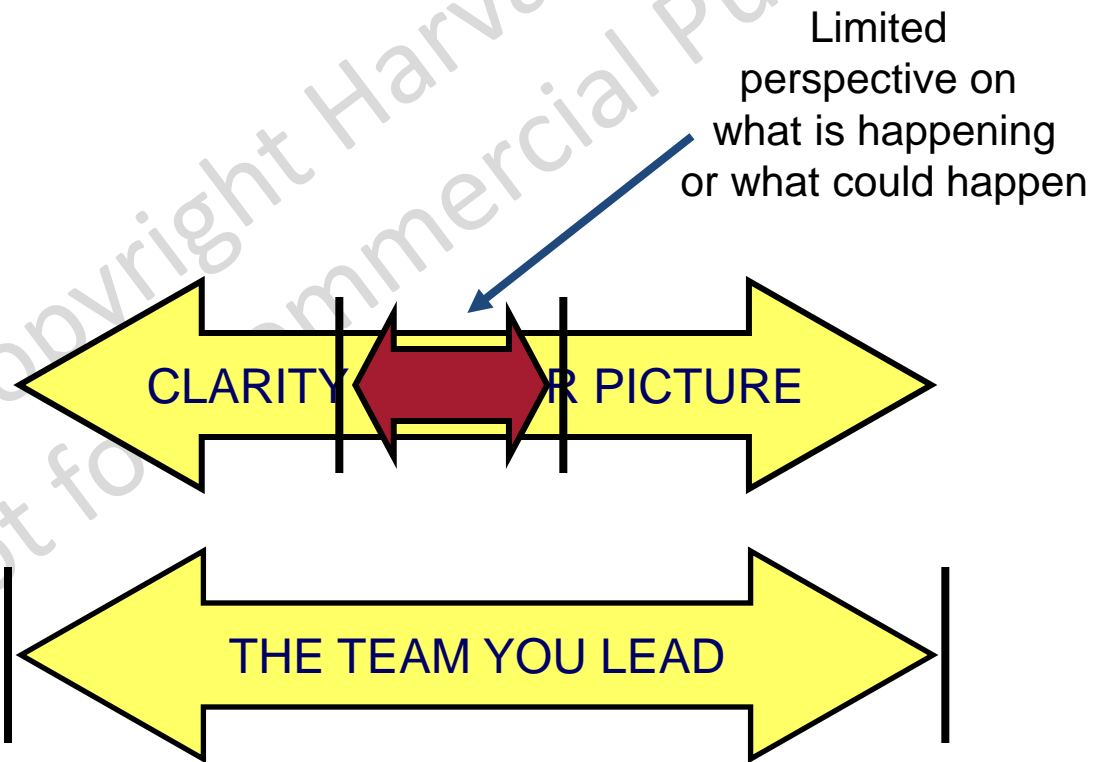 Limited
perspective on
what is happening
or what could happen
CLARITY R PICTURE
THE TEAM YOU LEAD